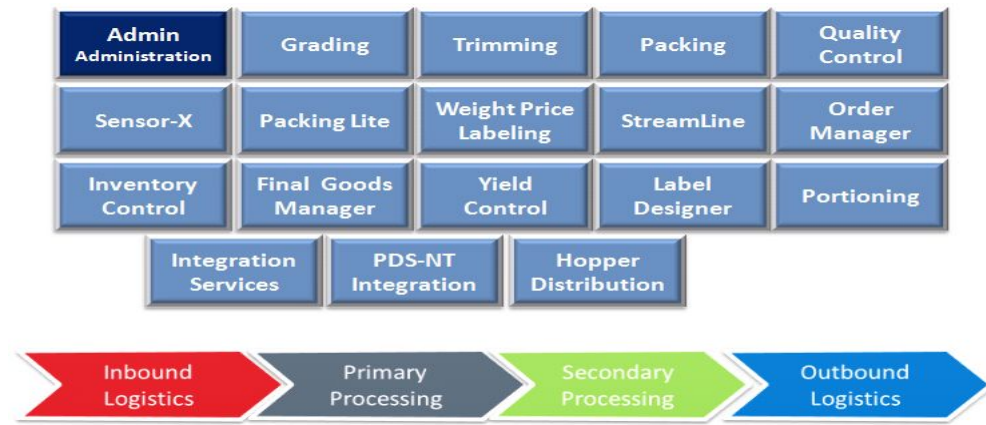 Admin
Administration
Grading
Trimming
Packing
Quality
Control
Sensor-X
Packing Lite
Weight Price
Labeling
StreamLine
Order
Manager
Inventory
Control
Final Goods
Manager
Yield
Control
Label
Designer
Portioning
Integration
Services
PDS-NT
Integration
Hopper
Distribution
Inbound
Logistics
Primary
Processing
Secondary
Processing
Outbound
Logistics